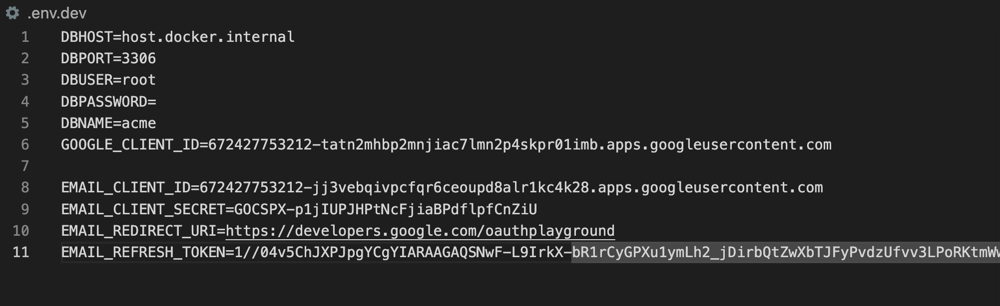 .env.dev
1 DBHOST=host.docker.internal
2 DBPORT=3306
3 DBUSER=root
4 DBPASSWORD=
5 DBNAME=acme
6 GOOGLE_CLIENT_ID=672427753212-tatn2mhbp2mnjiac7lmn2p4skpr01imb.apps.googleusercontent.com
7
8 EMAIL_CLIENT_ID=672427753212-jj3vebqivpcfqr6ceoupd8alr1kc4k28.apps.googleusercontent.com
9 EMAIL_CLIENT_SECRET=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
10 EMAIL_REDIRECT_URI=https://developers.google.com/oauthplayground
11 EMAIL_REFRESH_TOKEN=1//04v5ChJXPJpgYCgYIARAAGAQSNwF-L9IrkX-bR1rCyGPXu1ymLh2_jDirbQtZwXbTJFyPvdzUfvv3LPoRKtmW